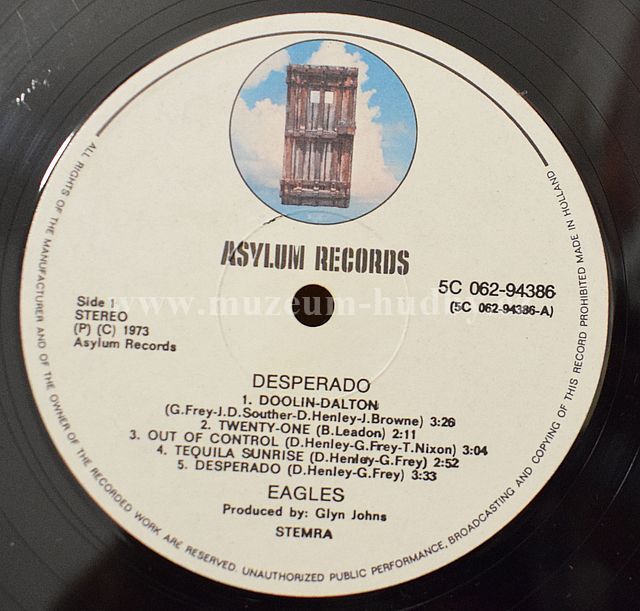 ALL RIGHTS OF THE MANUFACTURER AND OF THE OWNER OF THE RECORDED WORK ARE RESERVED. UNAUTHORIZED PUBLIC PERFORMANCE, BROADCASTING AND COPYING OF THIS RECORD PROHIBITED MADE IN HOLLAND
ASYLUM RECORDS
5C 062-94386
(5C 062-94386-A)
www.muzeum-hudby
Side 1
STEREO
(P) (C) 1973
Asylum Records
DESPERADO
1. DOOLIN-DALTON
(G.Frey-J.D.Souther-D.Henley-J.Browne) 3:26
2. TWENTY-ONE (B.Leadon) 2:11
3. OUT OF CONTROL (D.Henley-G.Frey-T.Nixon) 3:04
4. TEQUILA SUNRISE (D.Henley-G.Frey) 2:52
5. DESPERADO (D.Henley-G.Frey) 3:33
EAGLES
Produced by: Glyn Johns
STEMRA